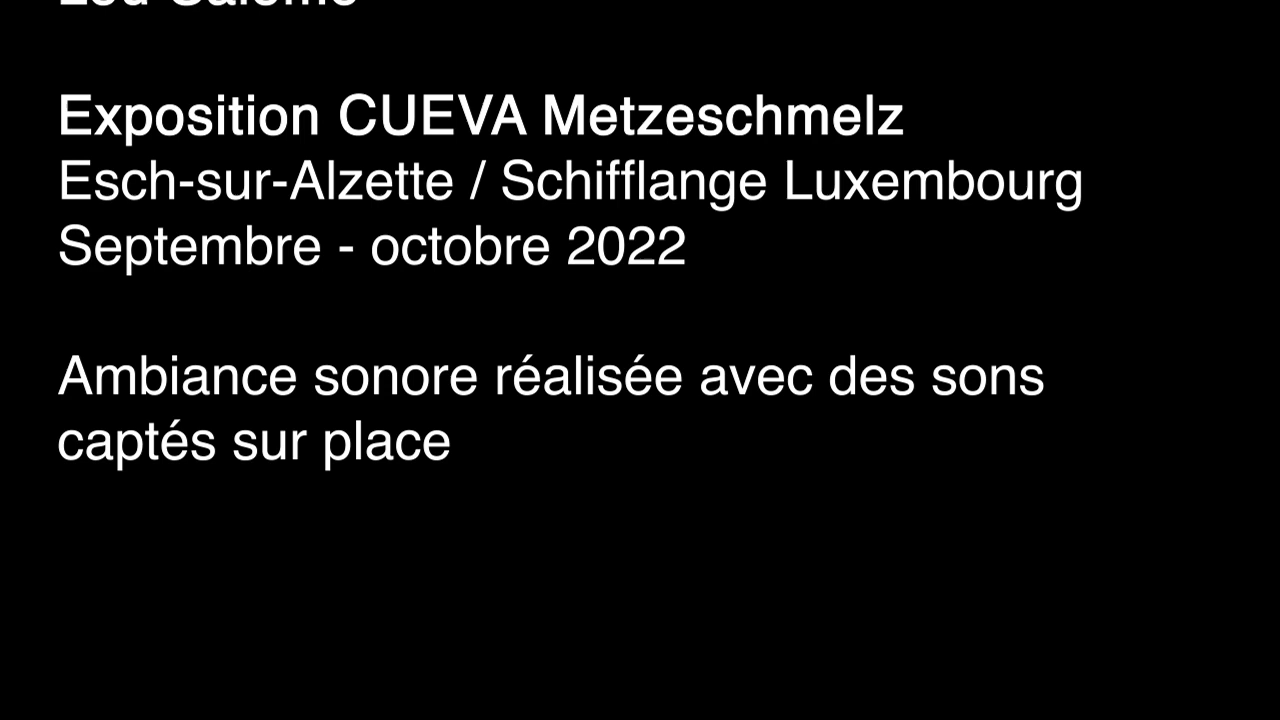 Exposition CUEVA Metzeschmelz
Esch-sur-Alzette / Schifflange Luxembourg
Septembre - octobre 2022
Ambiance sonore réalisée avec des sons
captés sur place